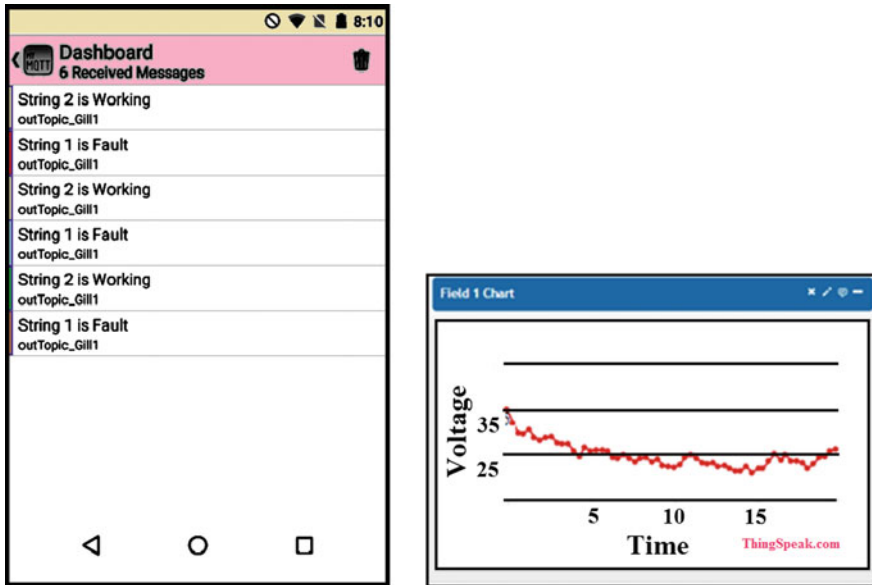 8:10
MY
MQTT
Dashboard
6 Received Messages
String 2 is Working
outTopic_Gill1
String 1 is Fault
outTopic_Gill1
String 2 is Working
outTopic_Gill1
String 1 is Fault
outTopic_Gill1
String 2 is Working
outTopic_Gill1
String 1 is Fault
outTopic_Gill1
Field 1 Chart
Voltage
35
25
5 10 15
Time
ThingSpeak.com